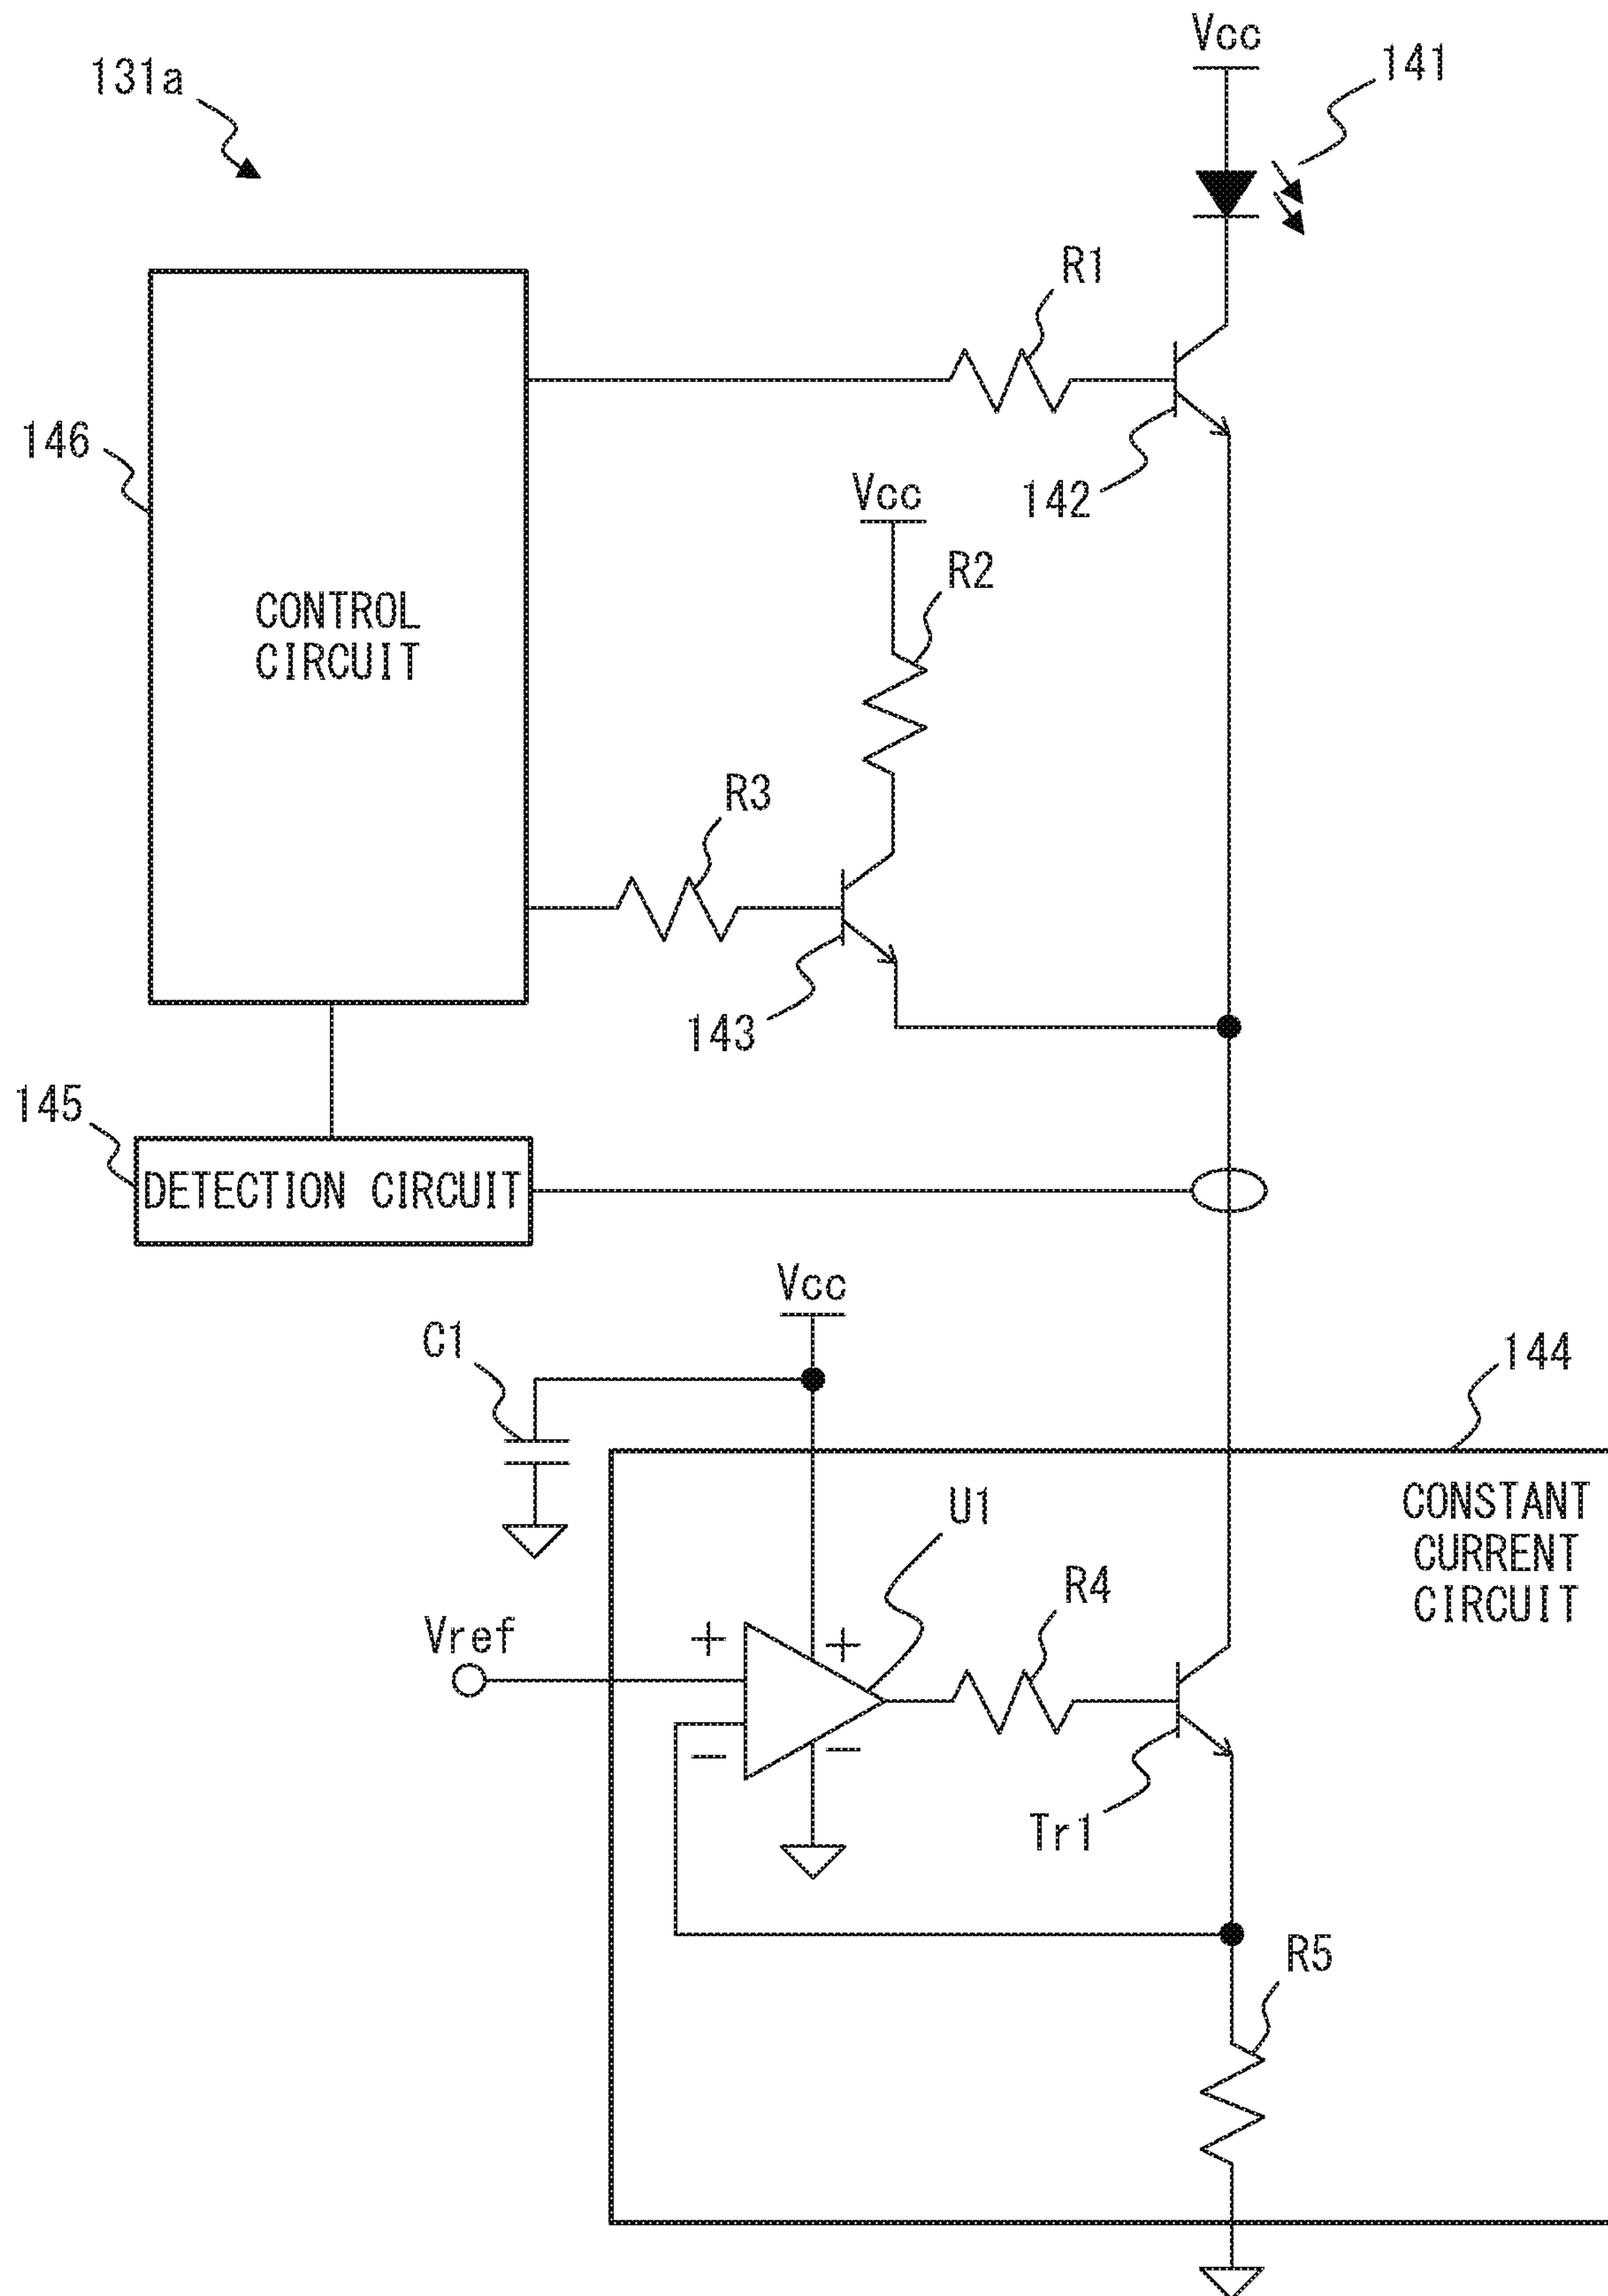 Vcc
141
131a
R1
146
142
Vcc
R2
CONTROL
CIRCUIT
R3
143
145
DETECTION CIRCUIT
Vcc
C1
144
CONSTANT
CURRENT
CIRCUIT
U1
R4
Vref
+
+
−
−
Tr1
R5